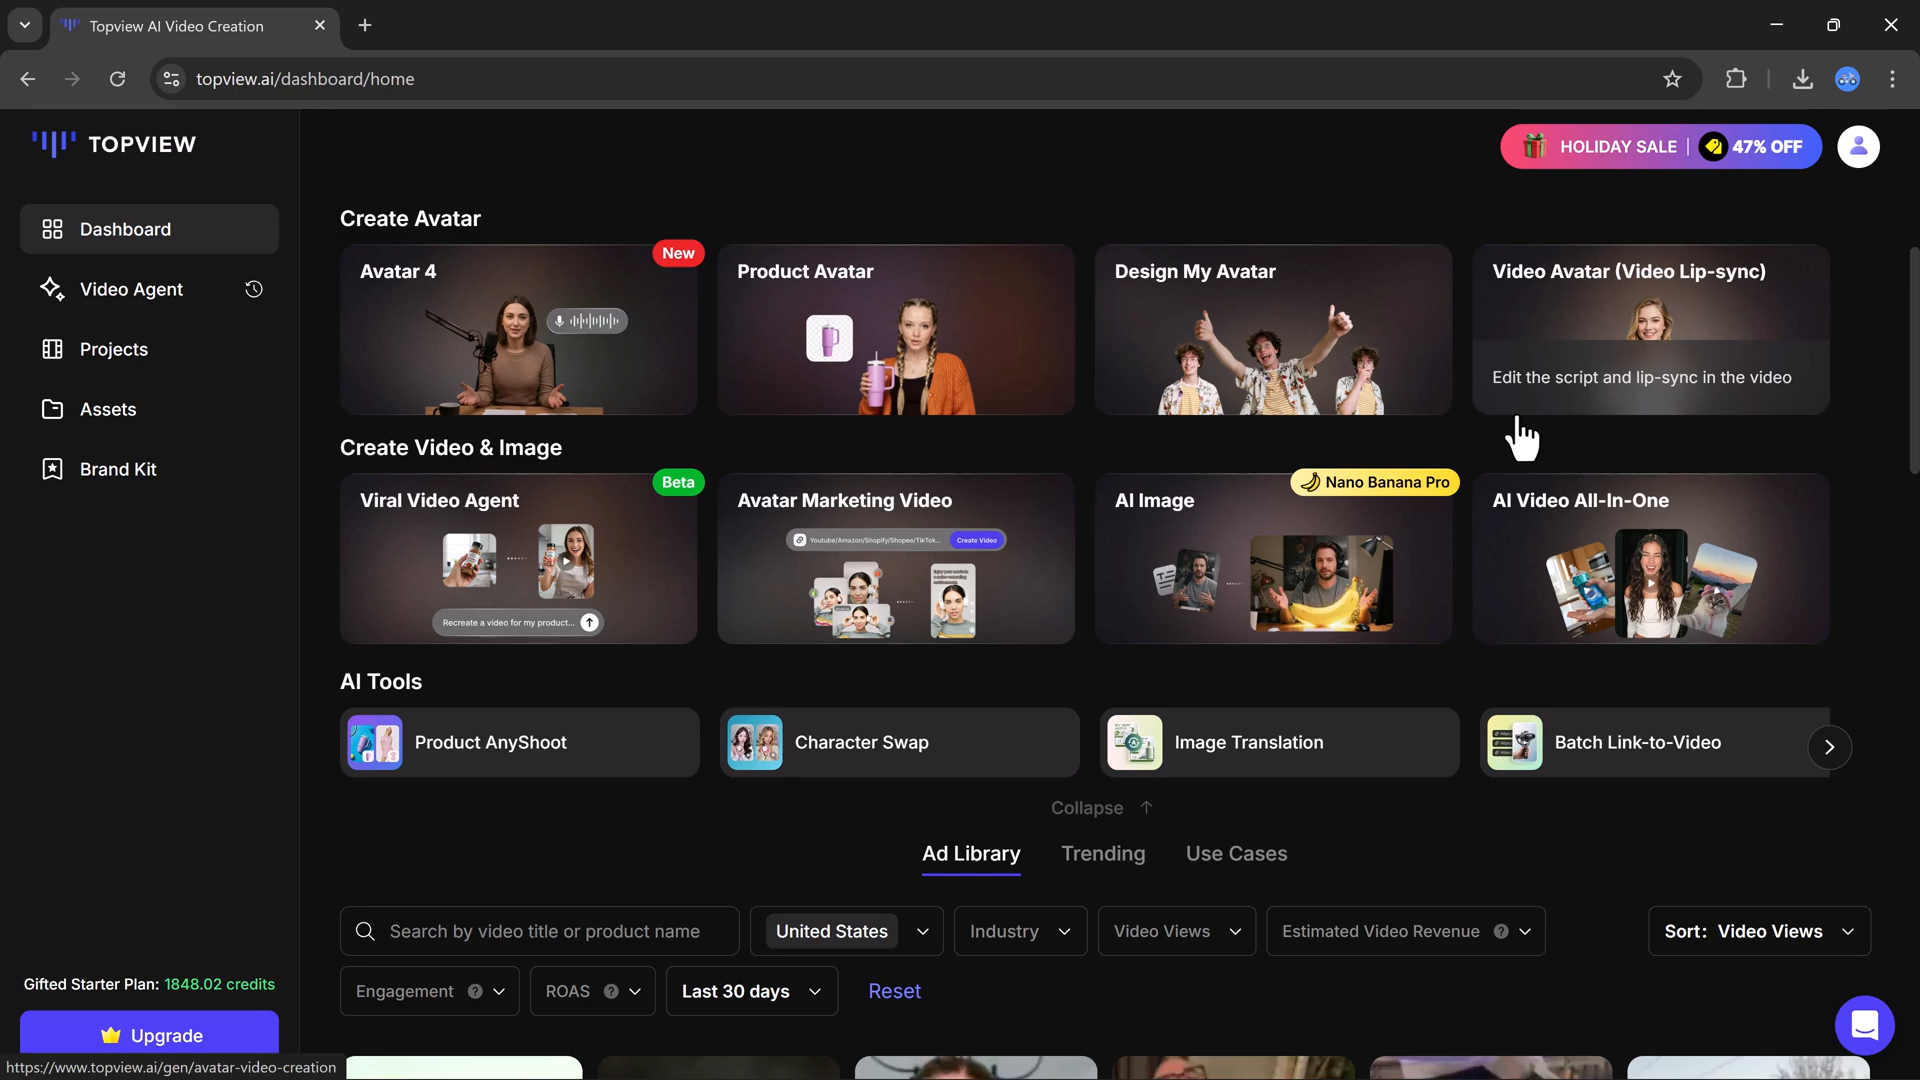 Topview AI Video Creation
topview.ai/dashboard/home
TOPVIEW
HOLIDAY SALE | 47% OFF
Dashboard
Video Agent
Projects
Assets
Brand Kit
Create Avatar
Avatar 4
New
Product Avatar
Design My Avatar
Video Avatar (Video Lip-sync)
Edit the script and lip-sync in the video
Create Video & Image
Viral Video Agent
Beta
Recreate a video for my product...
Avatar Marketing Video
Youtube/Amazon/Shopify/Shopee/TikTok...
Create Video
AI Image
Nano Banana Pro
AI Video All-In-One
AI Tools
Product AnyShoot
Character Swap
Image Translation
Batch Link-to-Video
Collapse
Ad Library
Trending
Use Cases
Search by video title or product name
United States
Industry
Video Views
Estimated Video Revenue
Sort: Video Views
Engagement
ROAS
Last 30 days
Reset
Gifted Starter Plan: 1848.02 credits
Upgrade
https://www.topview.ai/gen/avatar-video-creation